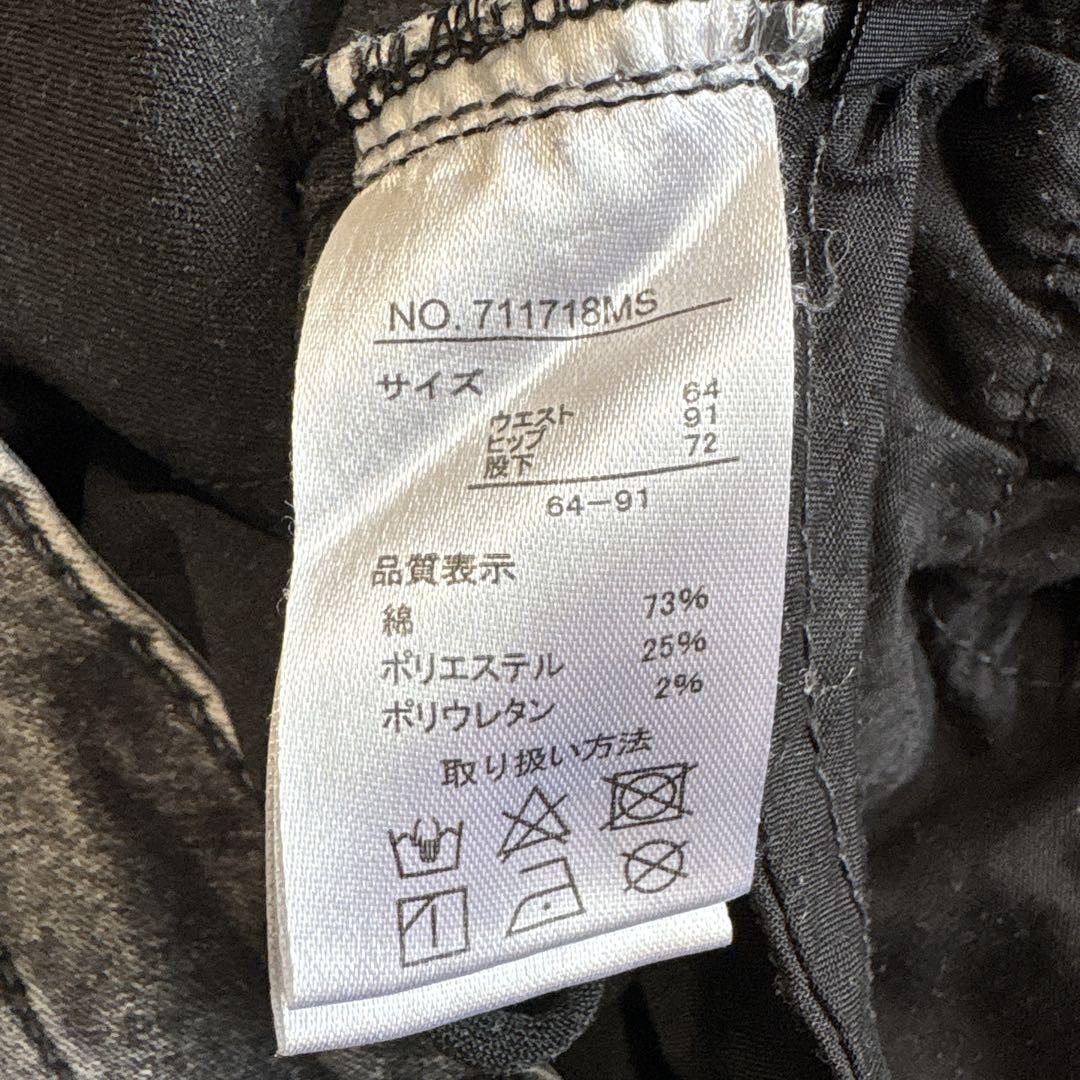 NO. 711718MS
サイズ
ウエスト 64
ヒップ 91
股下 72
64-91
品質表示
綿 73%
ポリエステル 25%
ポリウレタン 2%
取り扱い方法